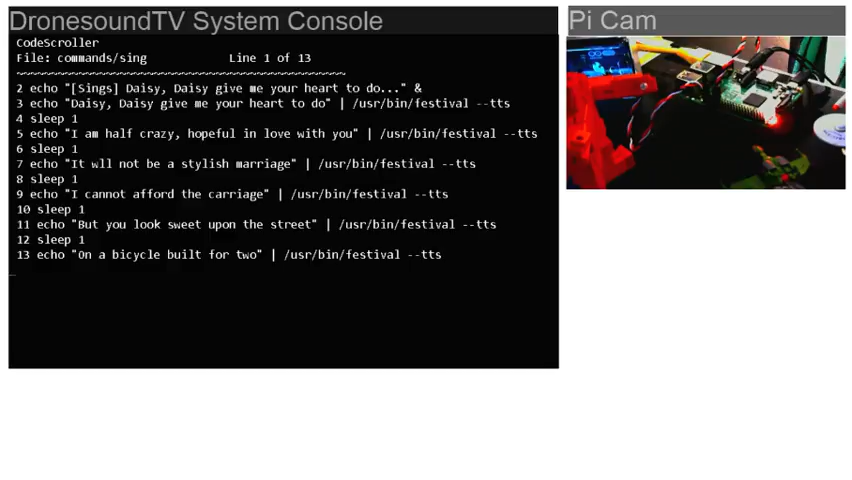 DronesoundTV System Console
Pi Cam
CodeScroller
File: commands/sing Line 1 of 13
~~~~~~~~~~~~~~~~~~~~~~~~~~~~~~~~~~~~~~~~~~~~~~~~
2 echo "[Sings] Daisy, Daisy give me your heart to do..." &
3 echo "Daisy, Daisy give me your heart to do" | /usr/bin/festival --tts
4 sleep 1
5 echo "I am half crazy, hopeful in love with you" | /usr/bin/festival --tts
6 sleep 1
7 echo "It wll not be a stylish marriage" | /usr/bin/festival --tts
8 sleep 1
9 echo "I cannot afford the carriage" | /usr/bin/festival --tts
10 sleep 1
11 echo "But you look sweet upon the street" | /usr/bin/festival --tts
12 sleep 1
13 echo "On a bicycle built for two" | /usr/bin/festival --tts